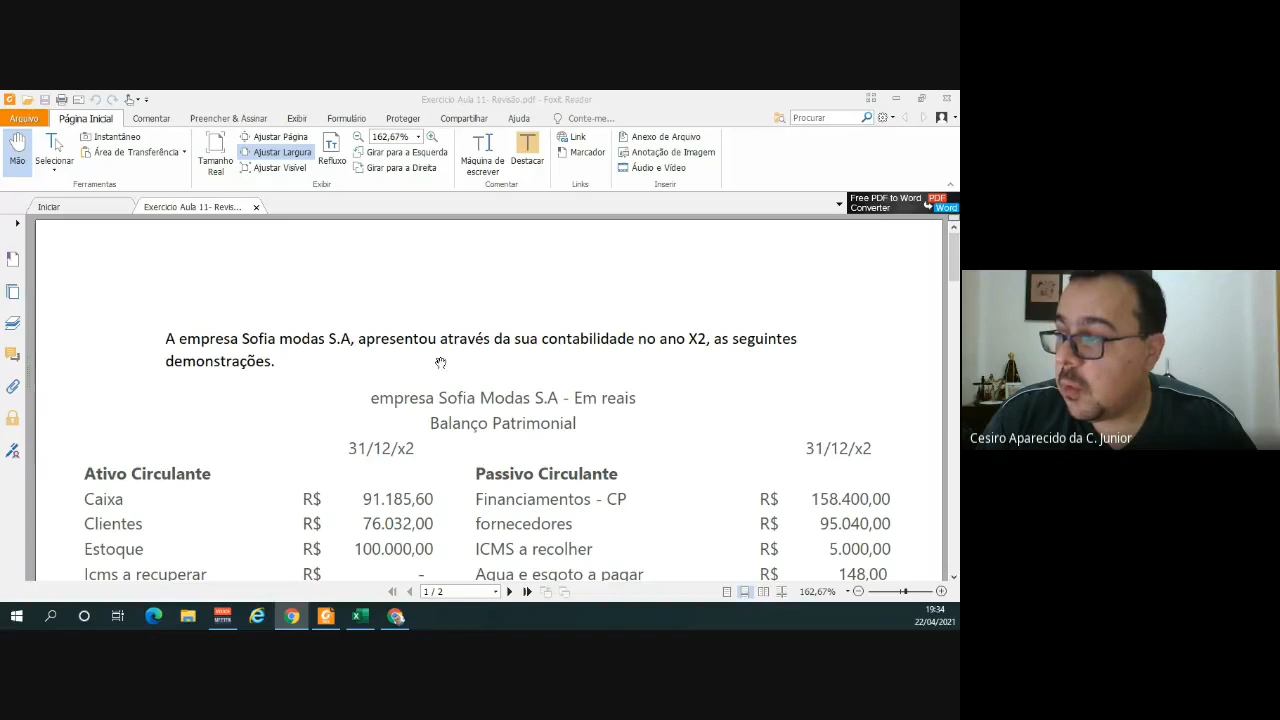 Exercicio Aula 11- Revisão.pdf - Foxit Reader
Arquivo Página Inicial Comentar Preencher & Assinar Exibir Formulário Proteger Compartilhar Ajuda Conte-me... Procurar
Mão
Selecionar
Instantâneo
Área de Transferência
Ferramentas
Tamanho
Real
Ajustar Página
Ajustar Largura
Ajustar Visível
Refluxo
162,67%
Girar para a Esquerda
Girar para a Direita
Exibir
Máquina de
escrever
Destacar
Comentar
Link
Marcador
Links
Anexo de Arquivo
Anotação de Imagem
Áudio e Vídeo
Inserir
Iniciar Exercicio Aula 11- Revis...
Free PDF to Word
Converter
PDF
Word
A empresa Sofia modas S.A, apresentou através da sua contabilidade no ano X2, as seguintes
demonstrações.
empresa Sofia Modas S.A - Em reais
Balanço Patrimonial
31/12/x2 31/12/x2
Ativo Circulante Passivo Circulante
Caixa R$ 91.185,60 Financiamentos - CP R$ 158.400,00
Clientes R$ 76.032,00 fornecedores R$ 95.040,00
Estoque R$ 100.000,00 ICMS a recolher R$ 5.000,00
Icms a recuperar R$ - Agua e esgoto a pagar R$ 148,00
1 / 2 162,67%
19:34
22/04/2021
Cesiro Aparecido da C. Junior